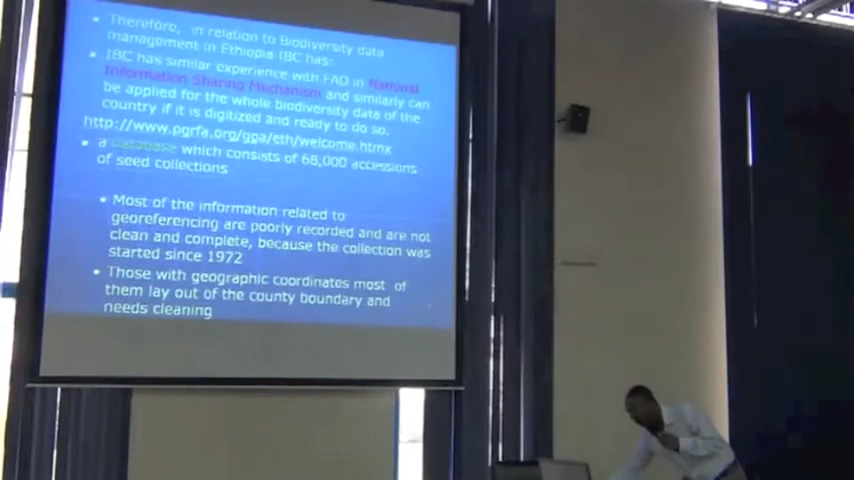 Therefore, in relation to Biodiversity data
management in Ethiopia IBC has:
IBC has similar experience with FAO in National
Information Sharing Mechanism and similarly can
be applied for the whole biodiversity data of the
country if it is digitized and ready to do so.
http://www.pgrfa.org/gpa/eth/welcome.htmx
a database which consists of 68,000 accessions
of seed collections
Most of the information related to
georeferencing are poorly recorded and are not
clean and complete, because the collection was
started since 1972
Those with geographic coordinates most of
them lay out of the county boundary and
needs cleaning